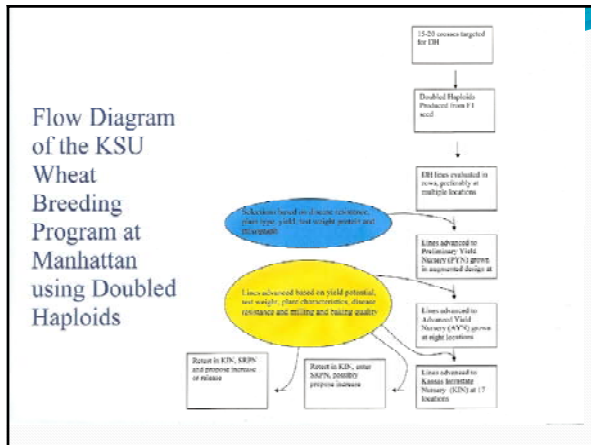 Flow Diagram
of the KSU
Wheat
Breeding
Program at
Manhattan
using Doubled
Haploids
15-20 crosses targeted
for DH
Doubled Haploids
Produced from F1
seed
DH lines evaluated in
rows, preferably at
multiple locations
Selections based on disease resistance,
plant type, yield, test weight protein and
Lines advanced to
Preliminary Yield
Nursery (PYN) grown
in augmented design at
Lines advanced based on yield potential,
test weight, plant characteristics, disease
resistance and milling and baking quality
Lines advanced to
Advanced Yield
Nursery (AYN) grown
at eight locations
Retest in KIN, SRPN
and propose increase
or release
Retest in KIN, enter
SRPN, possibly
propose increase
Lines advanced to
Kansas Intrastate
Nursery (KIN) at 17
locations